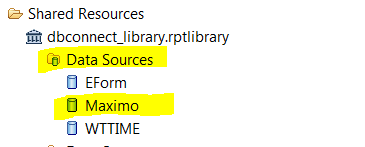 Shared Resources
dbconnect_library.rptlibrary
Data Sources
EForm
Maximo
WTTIME